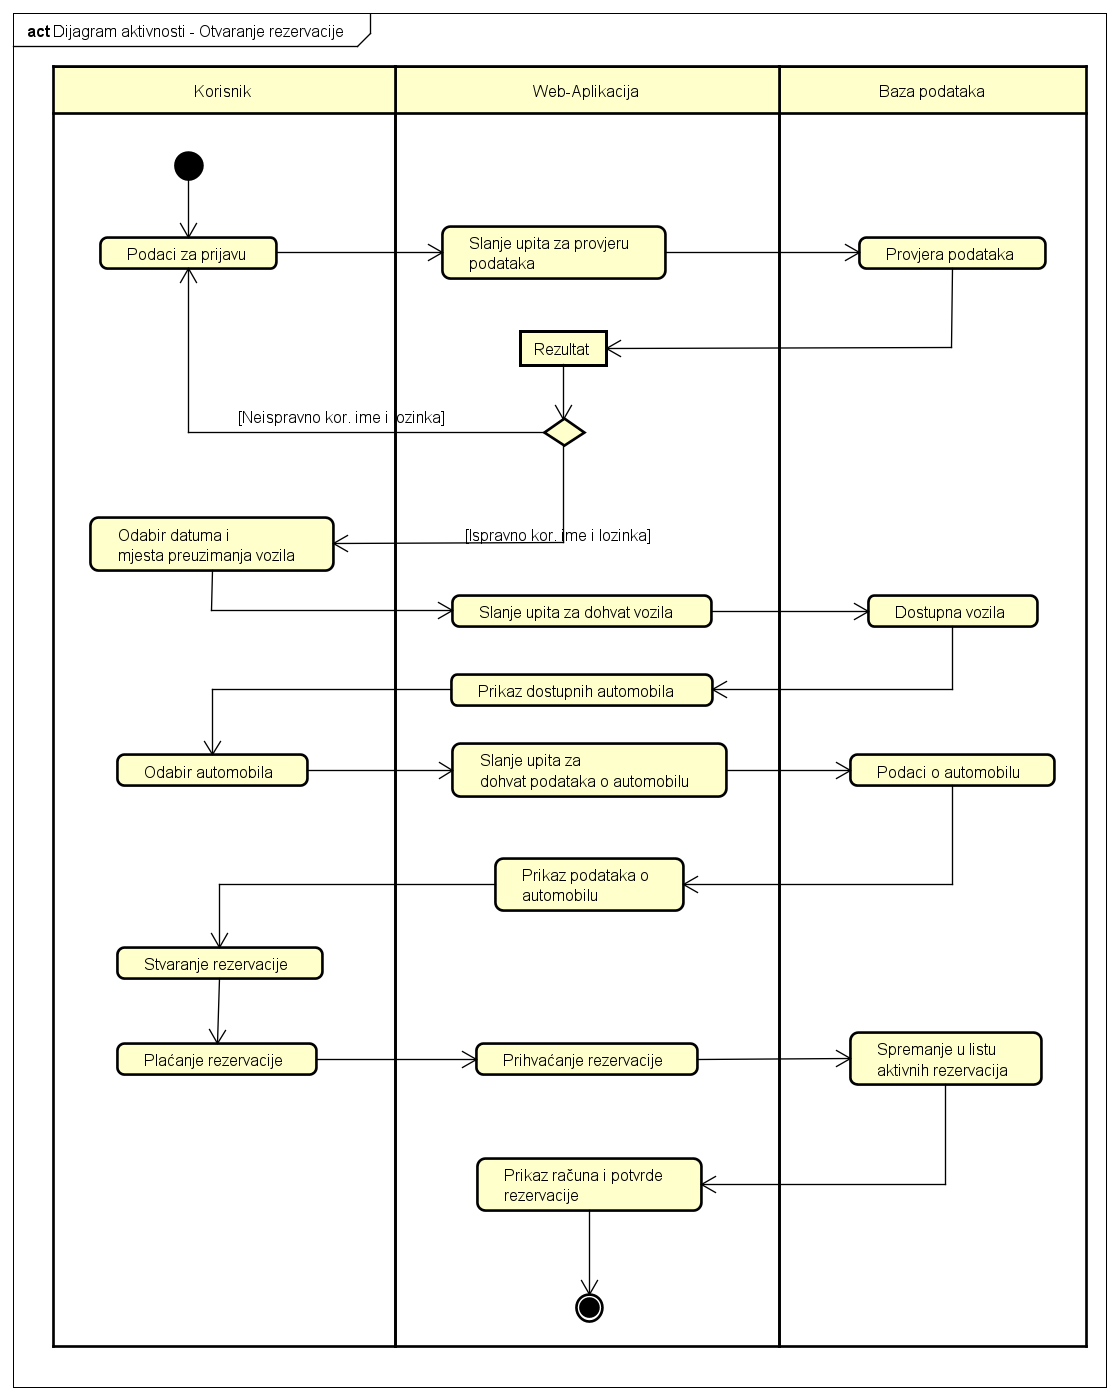 act Dijagram aktivnosti - Otvaranje rezervacije
Korisnik
Web-Aplikacija
Baza podataka
Podaci za prijavu
Slanje upita za provjeru
podataka
Provjera podataka
Rezultat
[Neispravno kor. ime i lozinka]
[Ispravno kor. ime i lozinka]
Odabir datuma i
mjesta preuzimanja vozila
Slanje upita za dohvat vozila
Dostupna vozila
Prikaz dostupnih automobila
Odabir automobila
Slanje upita za
dohvat podataka o automobilu
Podaci o automobilu
Prikaz podataka o
automobilu
Stvaranje rezervacije
Plaćanje rezervacije
Prihvaćanje rezervacije
Spremanje u listu
aktivnih rezervacija
Prikaz računa i potvrde
rezervacije